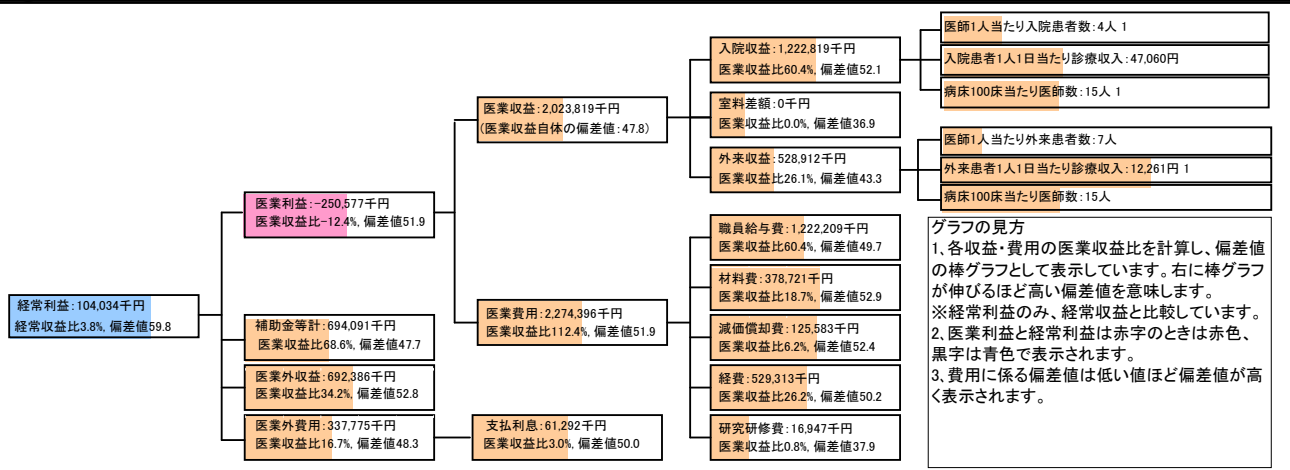 経常利益:104,034千円
経常収益比3.8%, 偏差値59.8
医業利益:-250,577千円
医業収益比-12.4%, 偏差値51.9
補助金等計:694,091千円
医業収益比68.6%, 偏差値47.7
医業外収益:692,386千円
医業収益比34.2%, 偏差値52.8
医業外費用:337,775千円
医業収益比16.7%, 偏差値48.3
医業収益:2,023,819千円
(医業収益自体の偏差値:47.8)
医業費用:2,274,396千円
医業収益比112.4%, 偏差値51.9
支払利息:61,292千円
医業収益比3.0%, 偏差値50.0
入院収益:1,222,819千円
医業収益比60.4%, 偏差値52.1
室料差額:0千円
医業収益比0.0%, 偏差値36.9
外来収益:528,912千円
医業収益比26.1%, 偏差値43.3
職員給与費:1,222,209千円
医業収益比60.4%, 偏差値49.7
材料費:378,721千円
医業収益比18.7%, 偏差値52.9
減価償却費:125,583千円
医業収益比6.2%, 偏差値52.4
経費:529,313千円
医業収益比26.2%, 偏差値50.2
研究研修費:16,947千円
医業収益比0.8%, 偏差値37.9
医師1人当たり入院患者数:4人 1
入院患者1人1日当たり診療収入:47,060円
病床100床当たり医師数:15人 1
医師1人当たり外来患者数:7人
外来患者1人1日当たり診療収入:12,261円 1
病床100床当たり医師数:15人
グラフの見方
1、各収益・費用の医業収益比を計算し、偏差値
の棒グラフとして表示しています。右に棒グラフ
が伸びるほど高い偏差値を意味します。
※経常利益のみ、経常収益と比較しています。
2、医業利益と経常利益は赤字のときは赤色、
黒字は青色で表示されます。
3、費用に係る偏差値は低い値ほど偏差値が高
く表示されます。